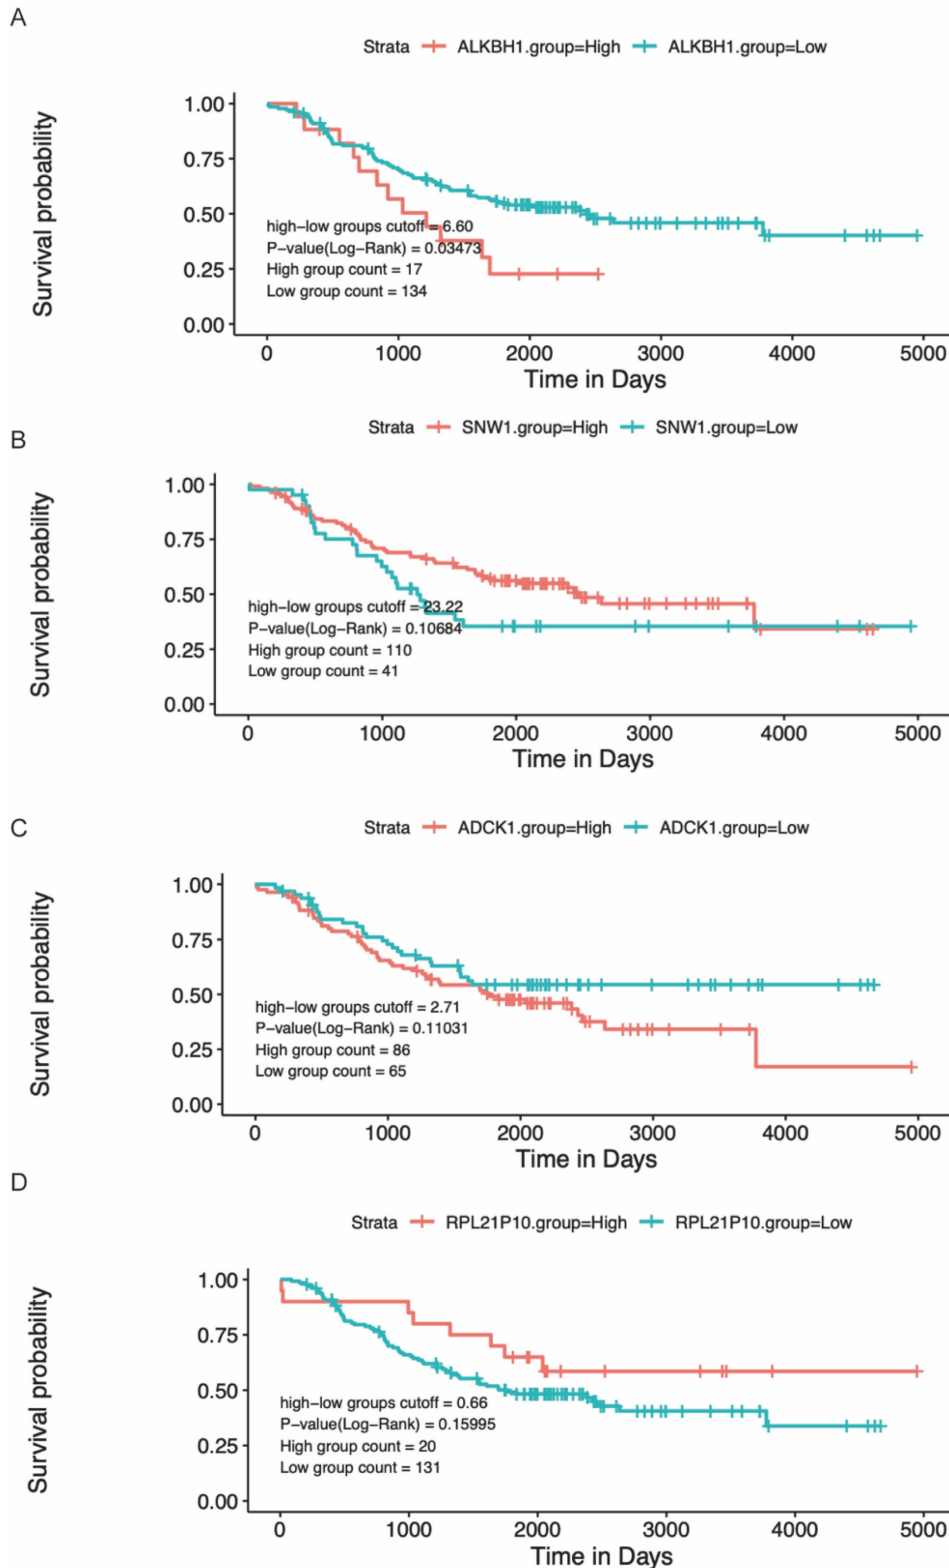 A
Strata ALKBH1.group=High ALKBH1.group=Low
Survival probability
1.00
0.75
0.50
0.25
0.00
high-low groups cutoff = 6.60
P-value(Log-Rank) = 0.03473
High group count = 17
Low group count = 134
0 1000 2000 3000 4000 5000
Time in Days
B
Strata SNW1.group=High SNW1.group=Low
Survival probability
1.00
0.75
0.50
0.25
0.00
high-low groups cutoff = 23.22
P-value(Log-Rank) = 0.10684
High group count = 110
Low group count = 41
0 1000 2000 3000 4000 5000
Time in Days
C
Strata ADCK1.group=High ADCK1.group=Low
Survival probability
1.00
0.75
0.50
0.25
0.00
high-low groups cutoff = 2.71
P-value(Log-Rank) = 0.11031
High group count = 86
Low group count = 65
0 1000 2000 3000 4000 5000
Time in Days
D
Strata RPL21P10.group=High RPL21P10.group=Low
Survival probability
1.00
0.75
0.50
0.25
0.00
high-low groups cutoff = 0.66
P-value(Log-Rank) = 0.15995
High group count = 20
Low group count = 131
0 1000 2000 3000 4000 5000
Time in Days